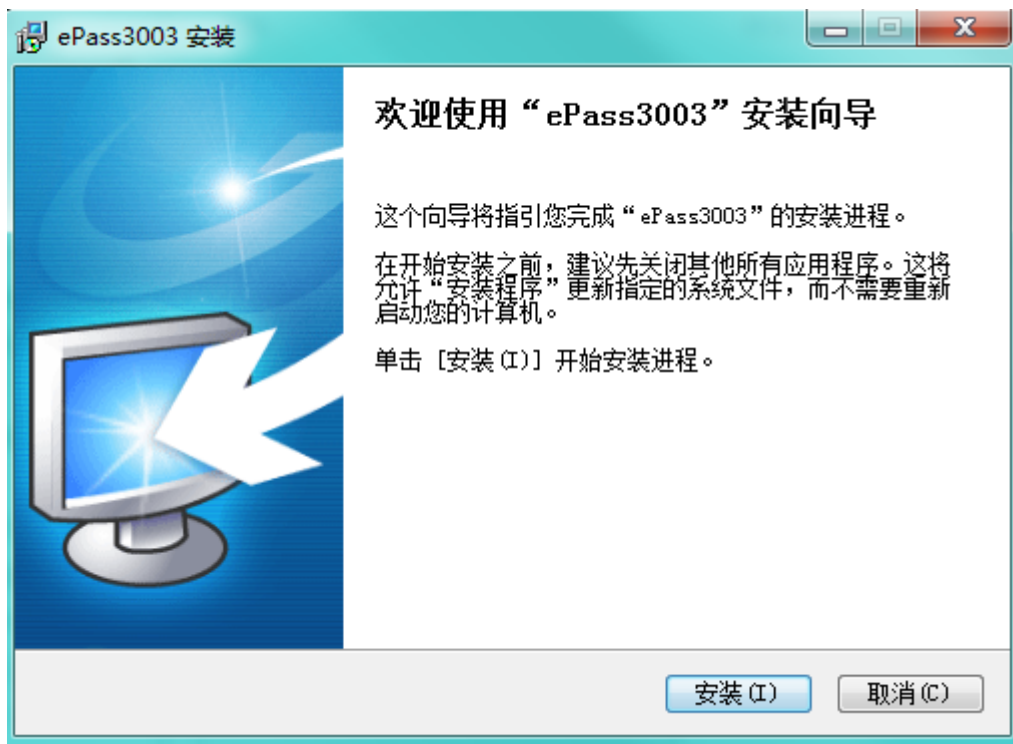 ePass3003 安装
欢迎使用“ePass3003”安装向导
这个向导将指引您完成“ePass3003”的安装进程。
在开始安装之前，建议先关闭其他所有应用程序。这将
允许“安装程序”更新指定的系统文件，而不需要重新
启动您的计算机。
单击 [安装(I)] 开始安装进程。
安装(I)
取消(C)